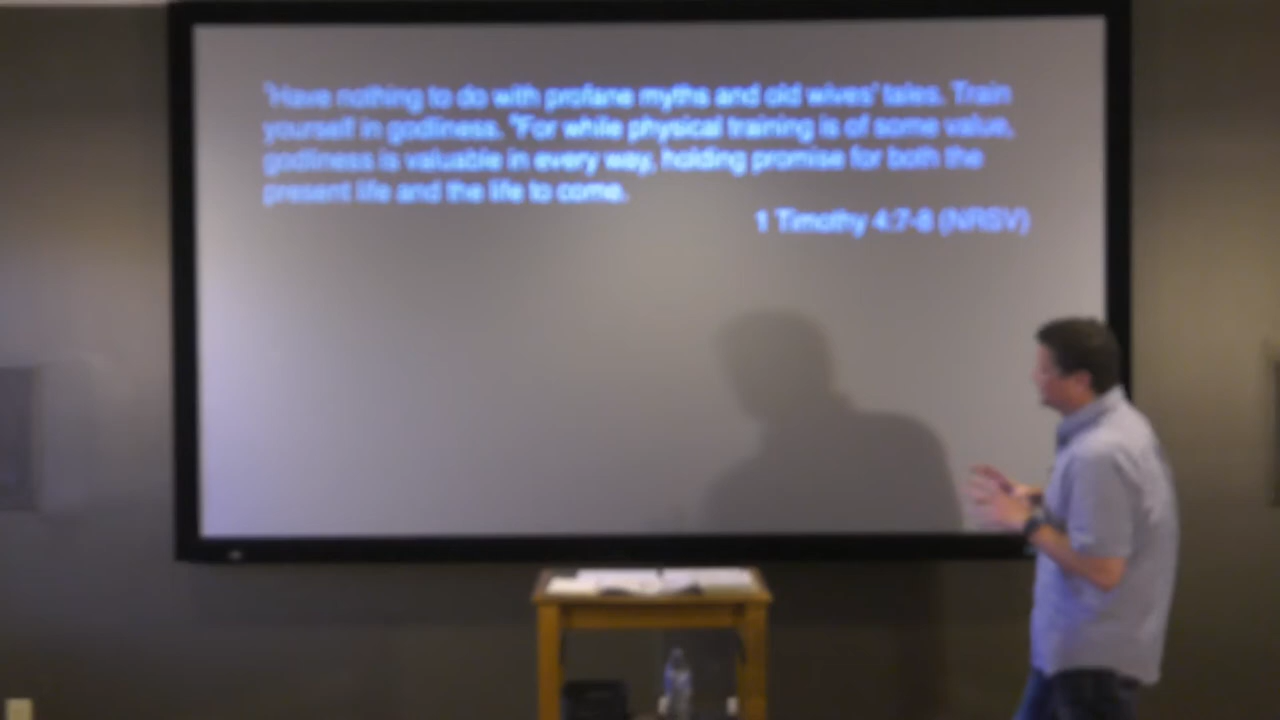 ⁷Have nothing to do with profane myths and old wives' tales. Train
yourself in godliness. ⁸For while physical training is of some value,
godliness is valuable in every way, holding promise for both the
present life and the life to come.
1 Timothy 4:7-8 (NRSV)